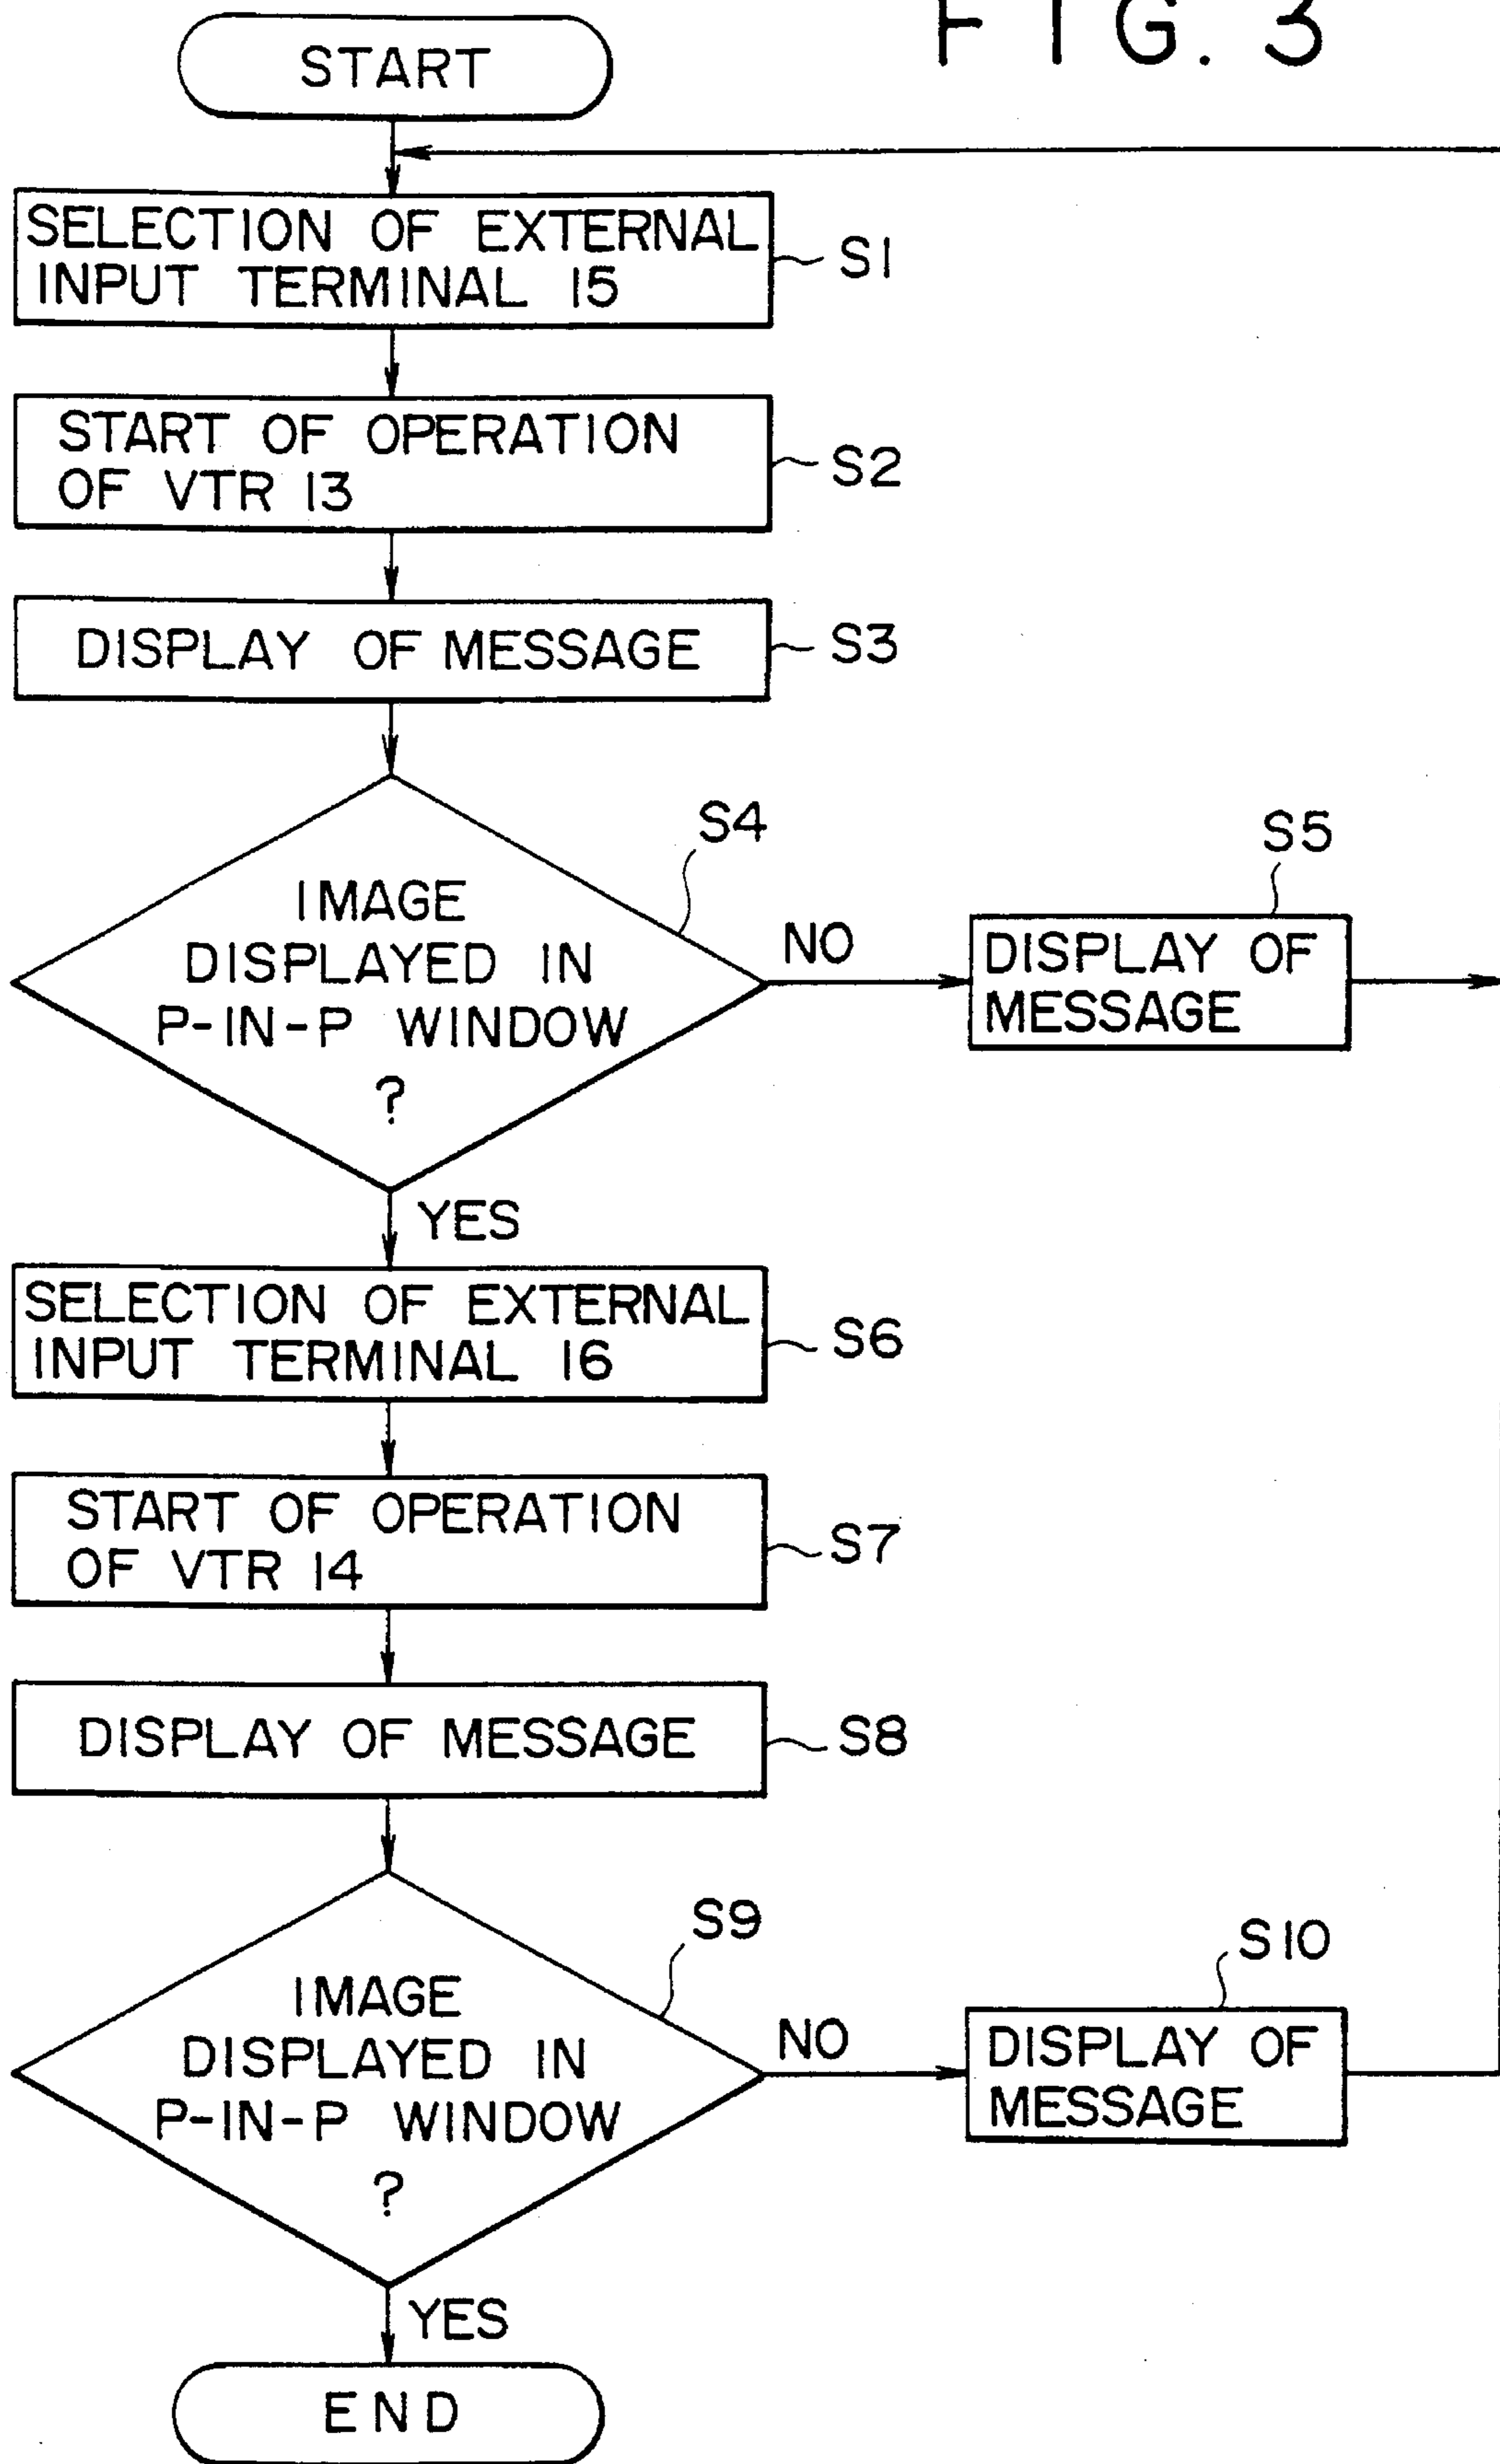 FIG. 3
START
SELECTION OF EXTERNAL
INPUT TERMINAL 15
S1
START OF OPERATION
OF VTR 13
S2
DISPLAY OF MESSAGE
S3
S4
IMAGE
DISPLAYED IN
P-IN-P WINDOW
?
NO
S5
DISPLAY OF
MESSAGE
YES
SELECTION OF EXTERNAL
INPUT TERMINAL 16
S6
START OF OPERATION
OF VTR 14
S7
DISPLAY OF MESSAGE
S8
S9
IMAGE
DISPLAYED IN
P-IN-P WINDOW
?
NO
S10
DISPLAY OF
MESSAGE
YES
END